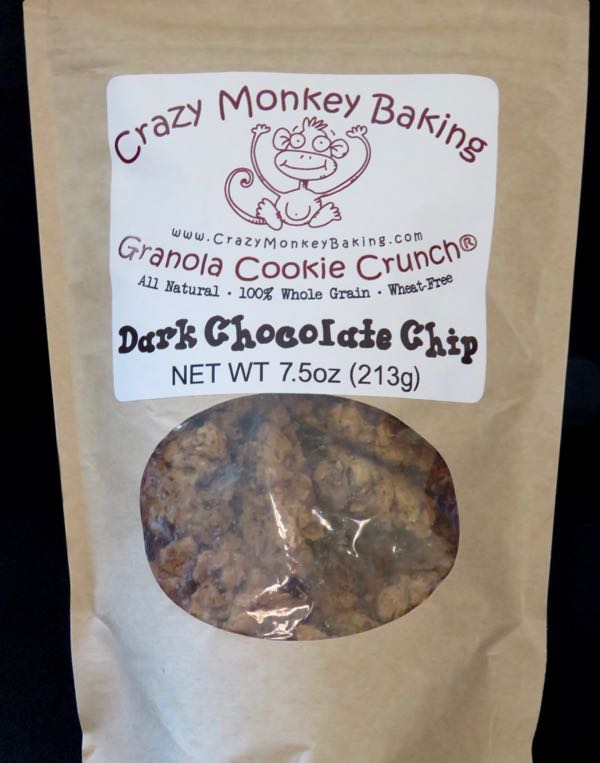 Crazy Monkey Baking
www.CrazyMonkeyBaking.com
Granola Cookie Crunch®
All Natural · 100% Whole Grain · Wheat-Free
Dark Chocolate Chip
NET WT 7.5oz (213g)